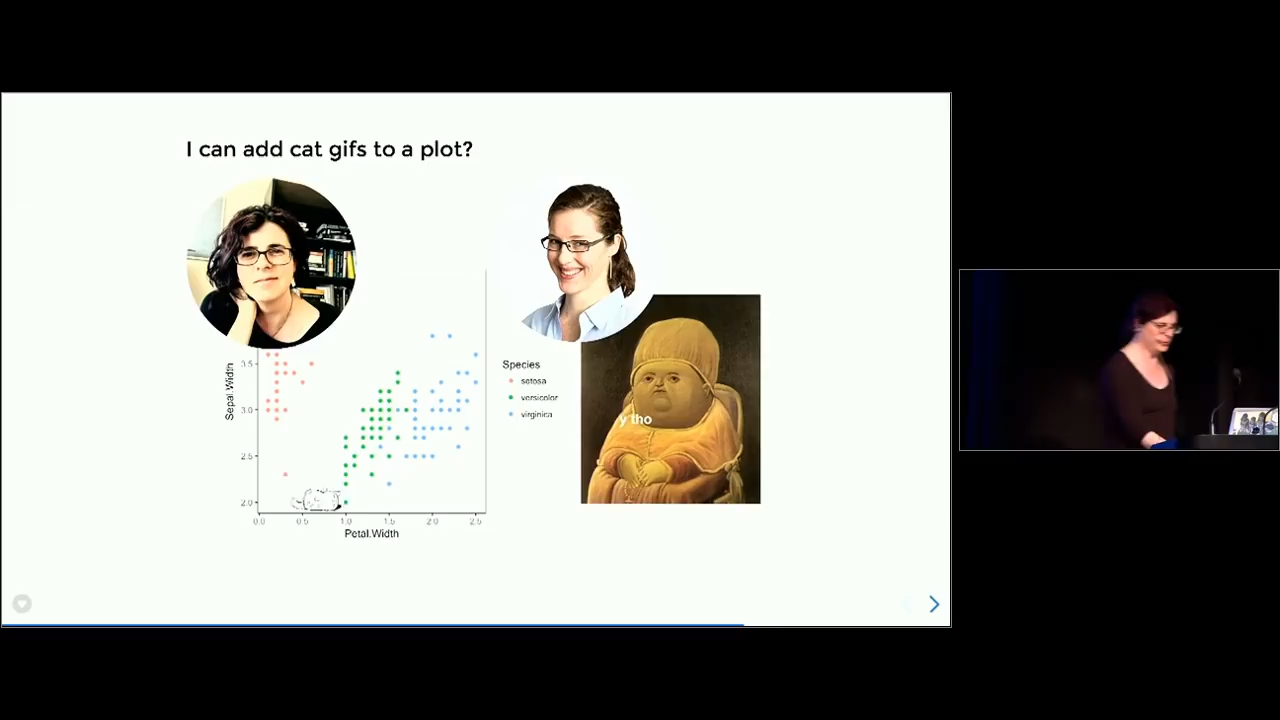 I can add cat gifs to a plot?
Sepal.Width
3.5
3.0
2.5
2.0
0.0 0.5 1.0 1.5 2.0 2.5
Petal.Width
Species
setosa
versicolor
virginica
y tho